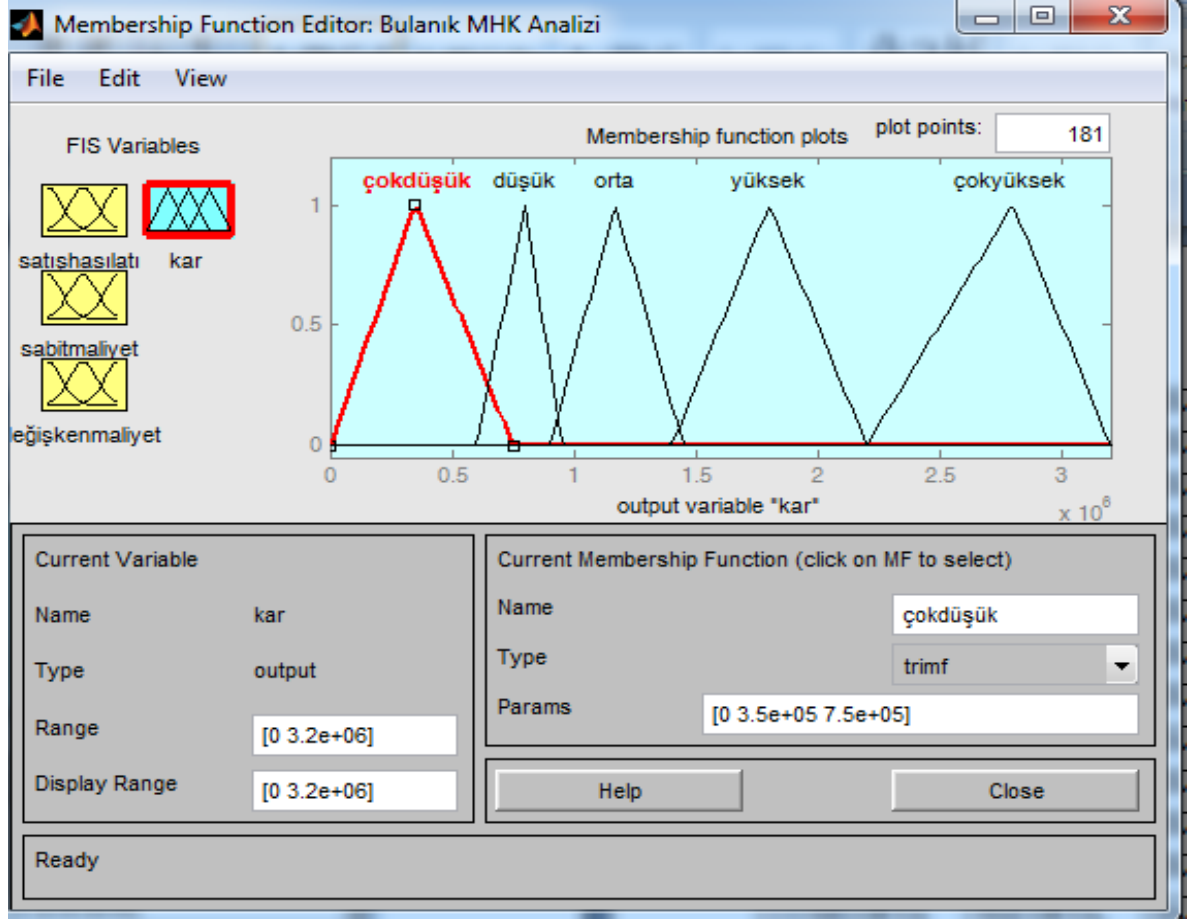 Membership Function Editor: Bulanık MHK Analizi
File Edit View
FIS Variables
satışhasılatı
kar
sabitmaliyet
eğişkenmaliyet
Membership function plots
plot points:
181
çokdüşük düşük orta yüksek çokyüksek
1
0.5
0
0 0.5 1 1.5 2 2.5 3
output variable "kar"
x 10⁶
Current Variable
Name kar
Type output
Range [0 3.2e+06]
Display Range [0 3.2e+06]
Current Membership Function (click on MF to select)
Name çokdüşük
Type trimf
Params [0 3.5e+05 7.5e+05]
Help Close
Ready